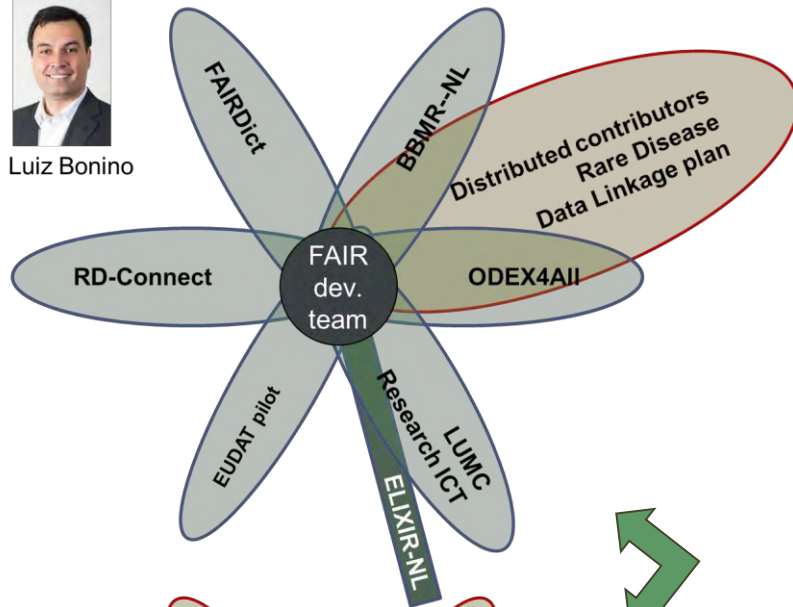 Luiz Bonino
FAIRDict
BBMR--NL
Distributed contributors
Rare Disease
Data Linkage plan
RD-Connect
FAIR
dev.
team
ODEX4All
EUDAT pilot
ELIXIR-NL
Research ICT
LUMC